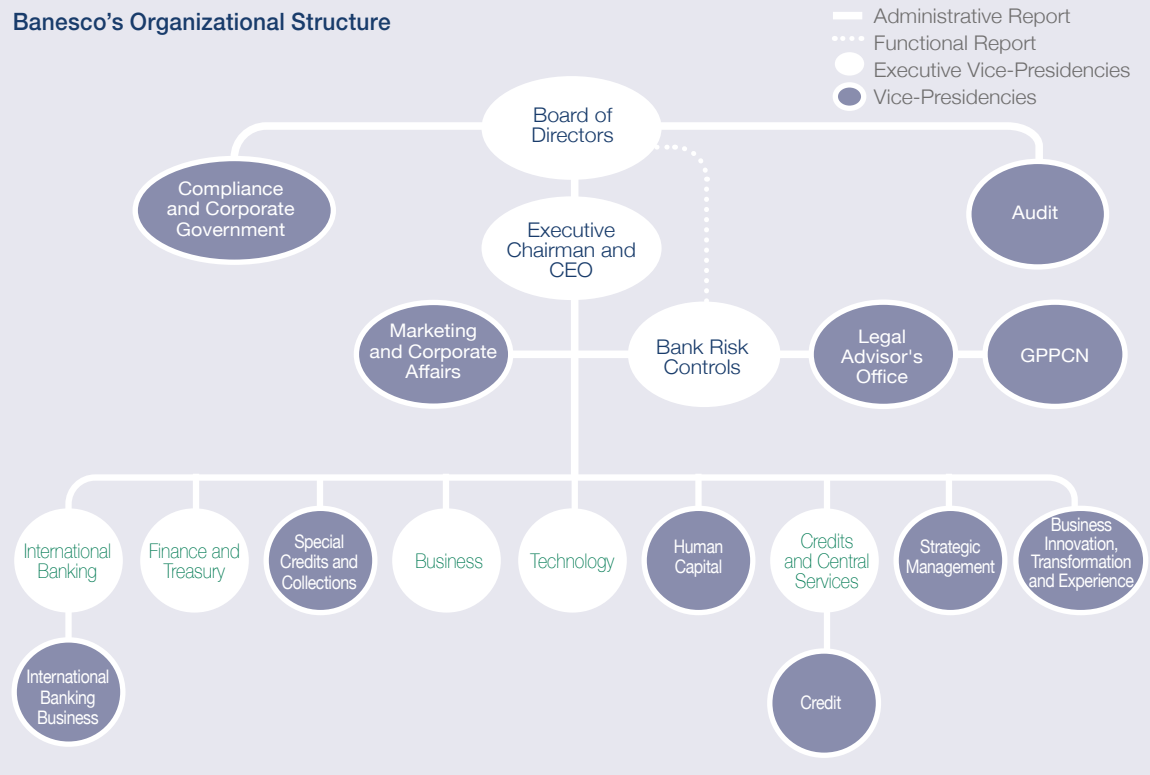 Banesco’s Organizational Structure
Administrative Report
Functional Report
Executive Vice-Presidencies
Vice-Presidencies
Board of
Directors
Compliance
and Corporate
Government
Audit
Executive
Chairman and
CEO
Marketing
and Corporate
Affairs
Bank Risk
Controls
Legal
Advisor's
Office
GPPCN
International
Banking
Finance and
Treasury
Special
Credits and
Collections
Business
Technology
Human
Capital
Credits
and Central
Services
Strategic
Management
Business
Innovation,
Transformation
and Experience
International
Banking
Business
Credit